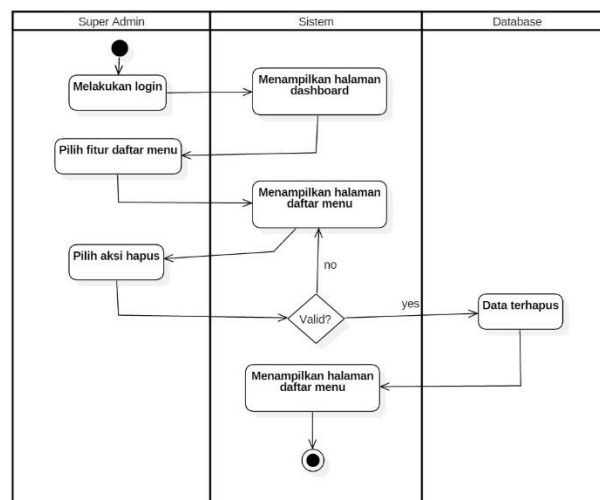 Super Admin
Sistem
Database
Melakukan login
Menampilkan halaman
dashboard
Pilih fitur daftar menu
Menampilkan halaman
daftar menu
Pilih aksi hapus
no
Valid?
yes
Data terhapus
Menampilkan halaman
daftar menu